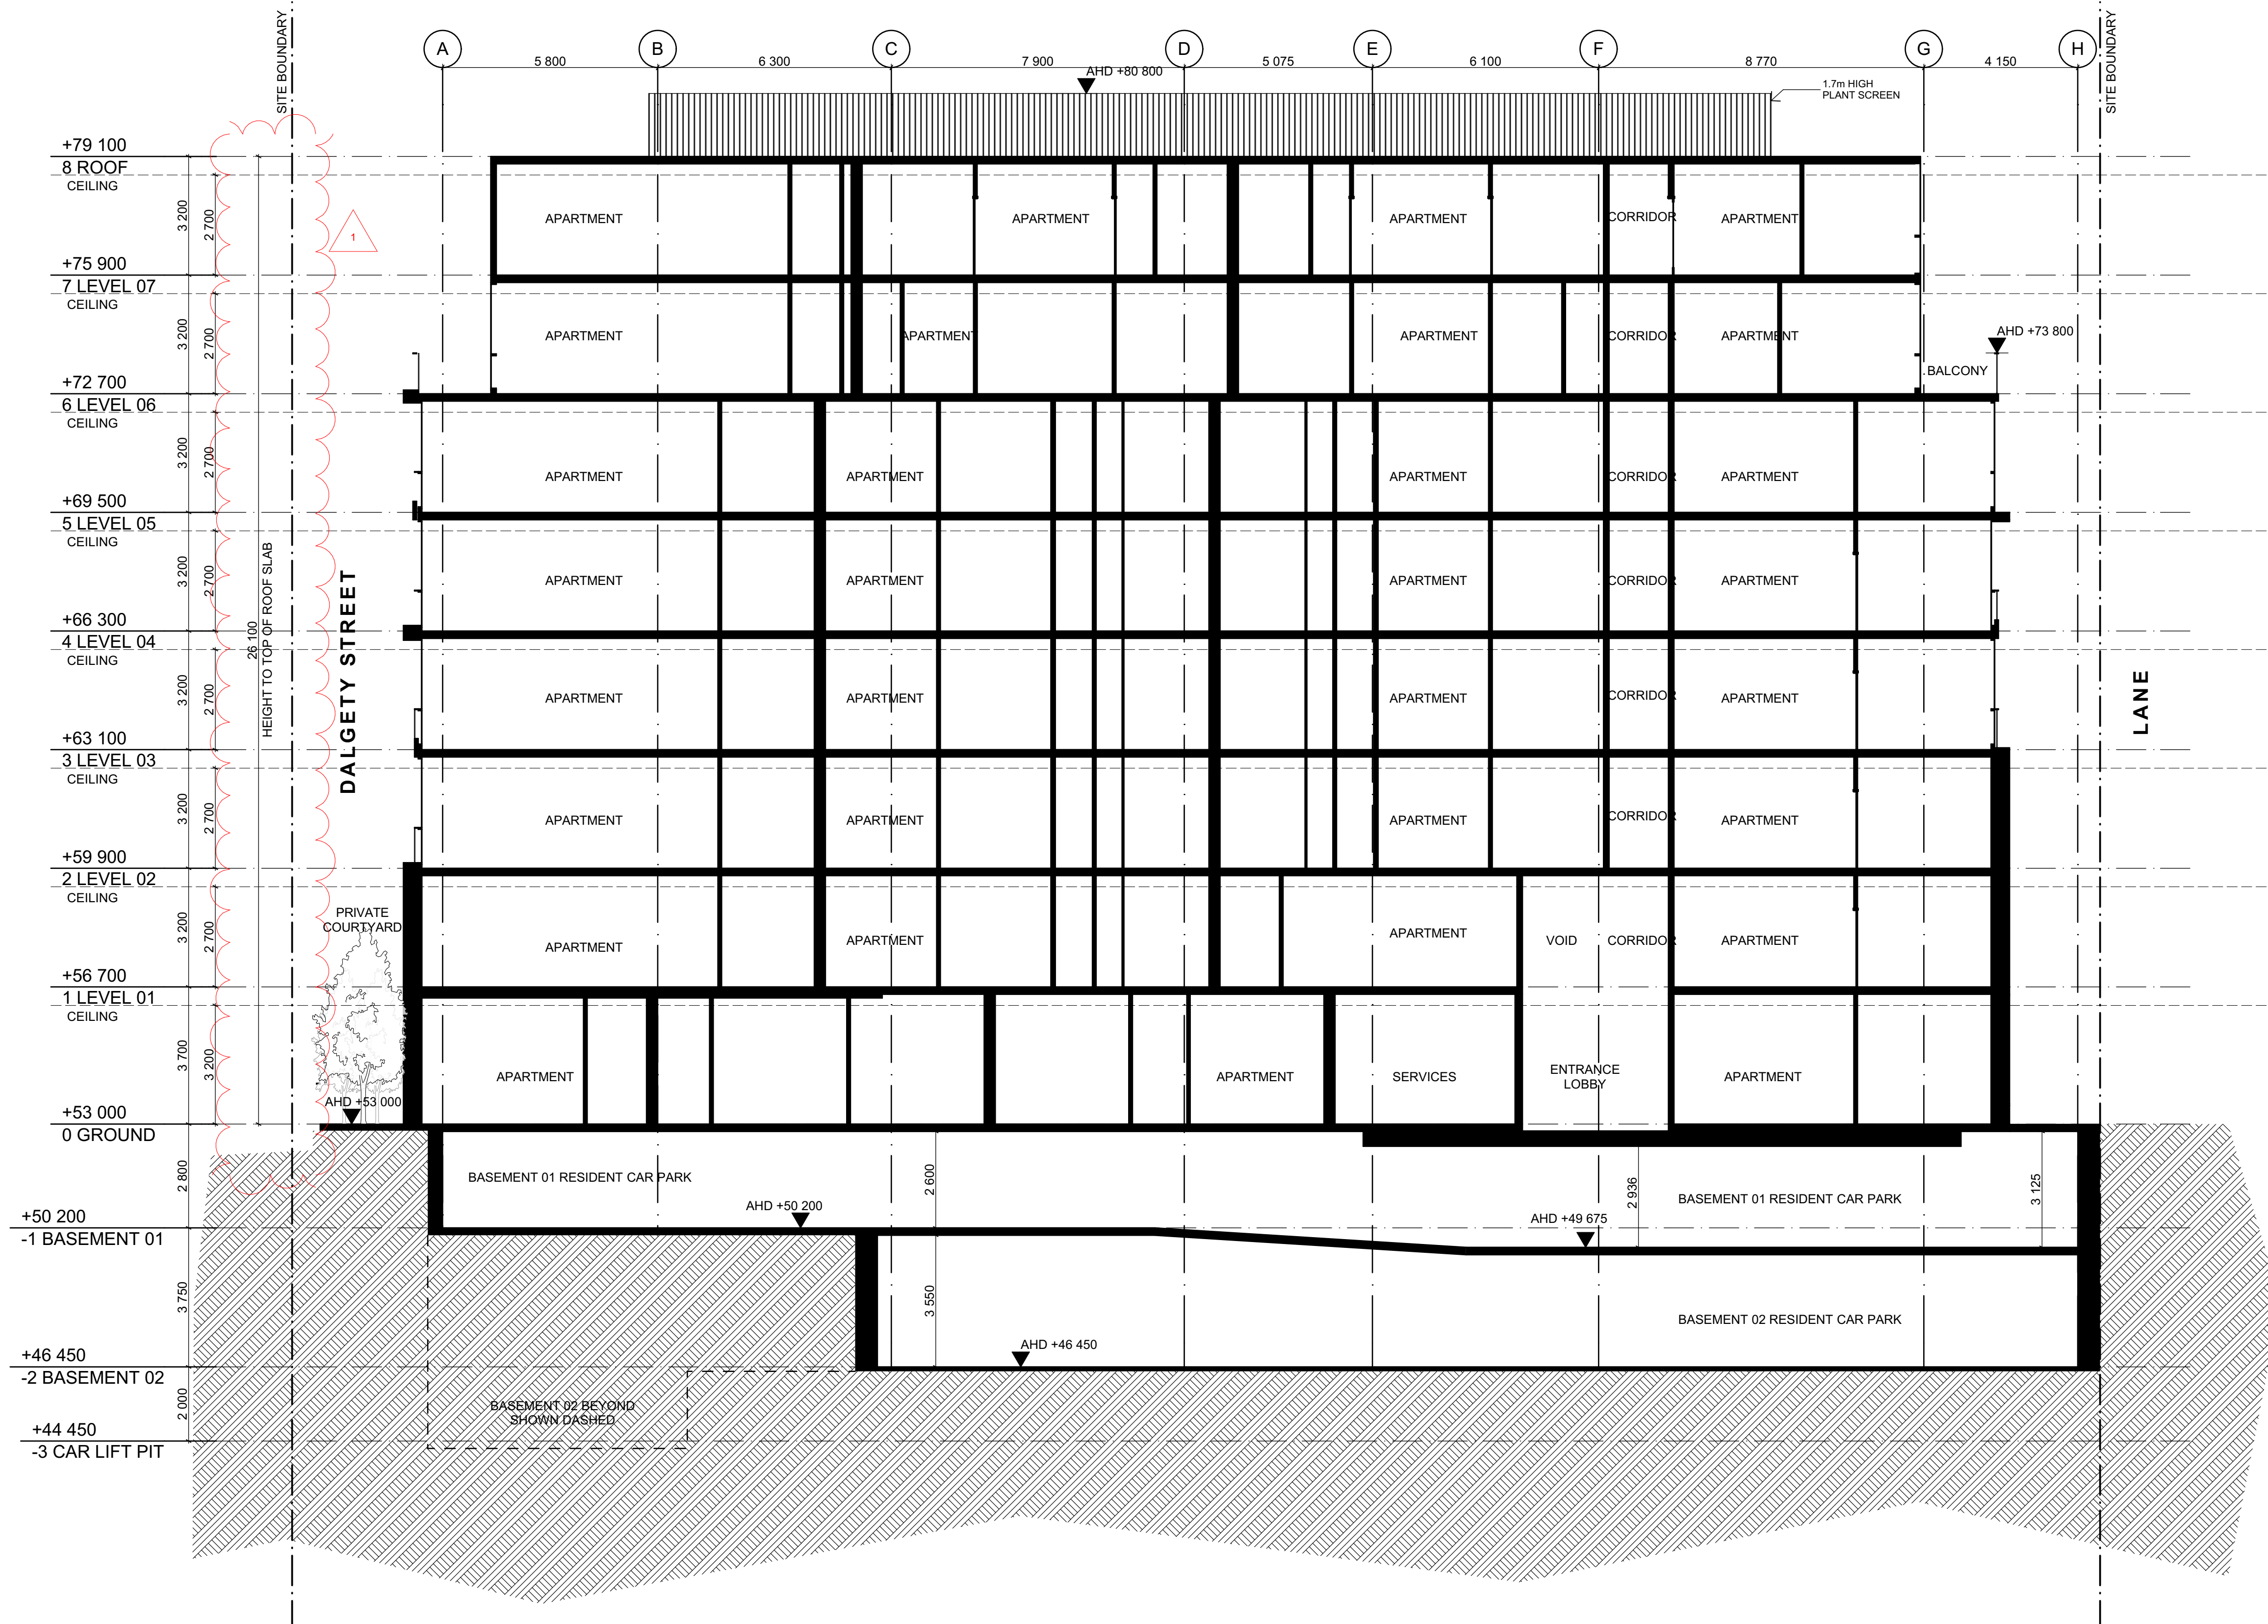 SITE BOUNDARY
A
B
C
D
E
F
G
H
SITE BOUNDARY
5 800
6 300
7 900
5 075
6 100
8 770
4 150
AHD +80 800
1.7m HIGH
PLANT SCREEN
+79 100
8 ROOF
CEILING
3 200
2 700
1
APARTMENT
APARTMENT
APARTMENT
CORRIDOR
APARTMENT
+75 900
7 LEVEL 07
CEILING
3 200
2 700
APARTMENT
APARTMENT
APARTMENT
CORRIDOR
APARTMENT
AHD +73 800
BALCONY
+72 700
6 LEVEL 06
CEILING
3 200
2 700
APARTMENT
APARTMENT
APARTMENT
CORRIDOR
APARTMENT
+69 500
5 LEVEL 05
CEILING
3 200
2 700
APARTMENT
APARTMENT
APARTMENT
CORRIDOR
APARTMENT
26 100
HEIGHT TO TOP OF ROOF SLAB
DALGETY STREET
LANE
+66 300
4 LEVEL 04
CEILING
3 200
2 700
APARTMENT
APARTMENT
APARTMENT
CORRIDOR
APARTMENT
+63 100
3 LEVEL 03
CEILING
3 200
2 700
APARTMENT
APARTMENT
APARTMENT
CORRIDOR
APARTMENT
+59 900
2 LEVEL 02
CEILING
3 200
2 700
PRIVATE
COURTYARD
APARTMENT
APARTMENT
APARTMENT
VOID
CORRIDOR
APARTMENT
+56 700
1 LEVEL 01
CEILING
3 700
3 200
APARTMENT
APARTMENT
SERVICES
ENTRANCE
LOBBY
APARTMENT
AHD +53 000
+53 000
0 GROUND
2 800
BASEMENT 01 RESIDENT CAR PARK
AHD +50 200
2 600
2 936
AHD +49 675
BASEMENT 01 RESIDENT CAR PARK
3 125
+50 200
-1 BASEMENT 01
3 750
3 550
BASEMENT 02 RESIDENT CAR PARK
AHD +46 450
+46 450
-2 BASEMENT 02
2 000
BASEMENT 02 BEYOND
SHOWN DASHED
+44 450
-3 CAR LIFT PIT